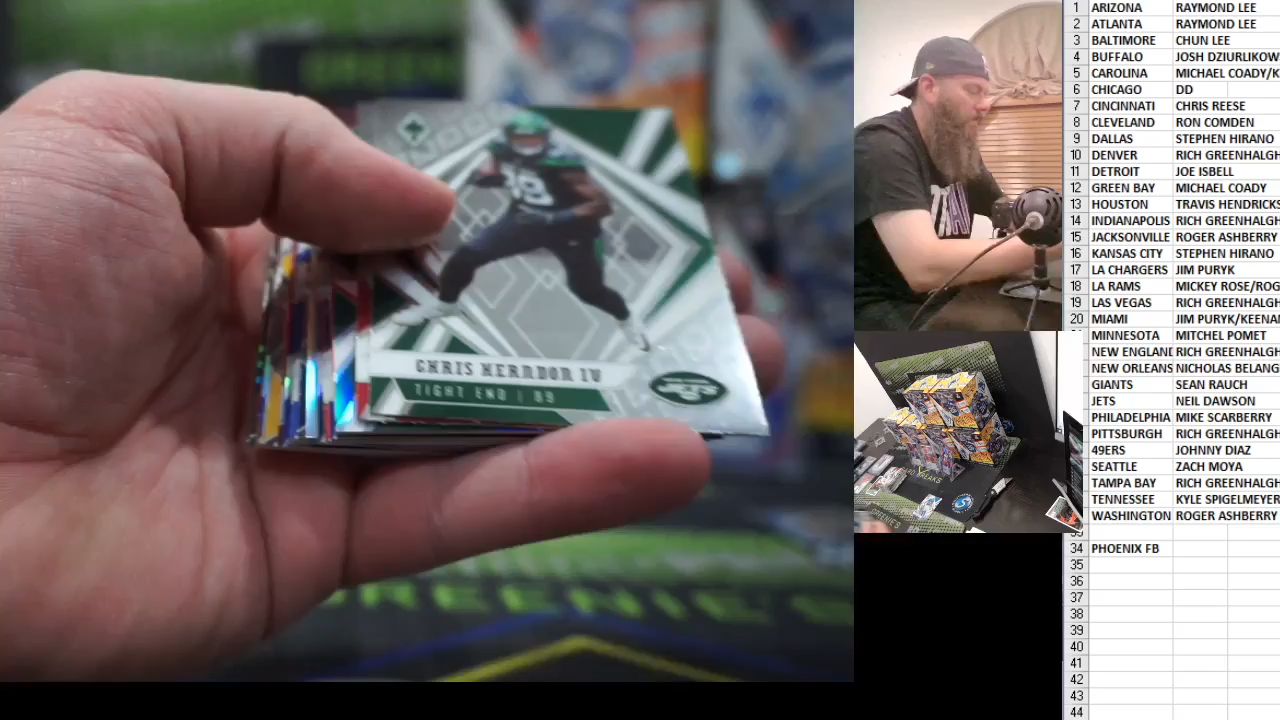 CHRIS HERNDON IV
TIGHT END | 89
JETS
89
GREENIE'S
1 ARIZONA RAYMOND LEE
2 ATLANTA RAYMOND LEE
3 BALTIMORE CHUN LEE
4 BUFFALO JOSH DZIURLIKOW
5 CAROLINA MICHAEL COADY/K
6 CHICAGO DD
7 CINCINNATI CHRIS REESE
8 CLEVELAND RON COMDEN
9 DALLAS STEPHEN HIRANO
10 DENVER RICH GREENHALGH
11 DETROIT JOE ISBELL
12 GREEN BAY MICHAEL COADY
13 HOUSTON TRAVIS HENDRICKS
14 INDIANAPOLIS RICH GREENHALGH
15 JACKSONVILLE ROGER ASHBERRY
16 KANSAS CITY STEPHEN HIRANO
17 LA CHARGERS JIM PURYK
18 LA RAMS MICKEY ROSE/ROG
19 LAS VEGAS RICH GREENHALGH
20 MIAMI JIM PURYK/KEENAN
MINNESOTA MITCHEL POMET
NEW ENGLAND RICH GREENHALGH
NEW ORLEANS NICHOLAS BELANG
GIANTS SEAN RAUCH
JETS NEIL DAWSON
PHILADELPHIA MIKE SCARBERRY
PITTSBURGH RICH GREENHALGH
49ERS JOHNNY DIAZ
SEATTLE ZACH MOYA
TAMPA BAY RICH GREENHALGH
TENNESSEE KYLE SPIGELMEYER
WASHINGTON ROGER ASHBERRY
34 PHOENIX FB
35
36
37
38
39
40
41
42
43
44